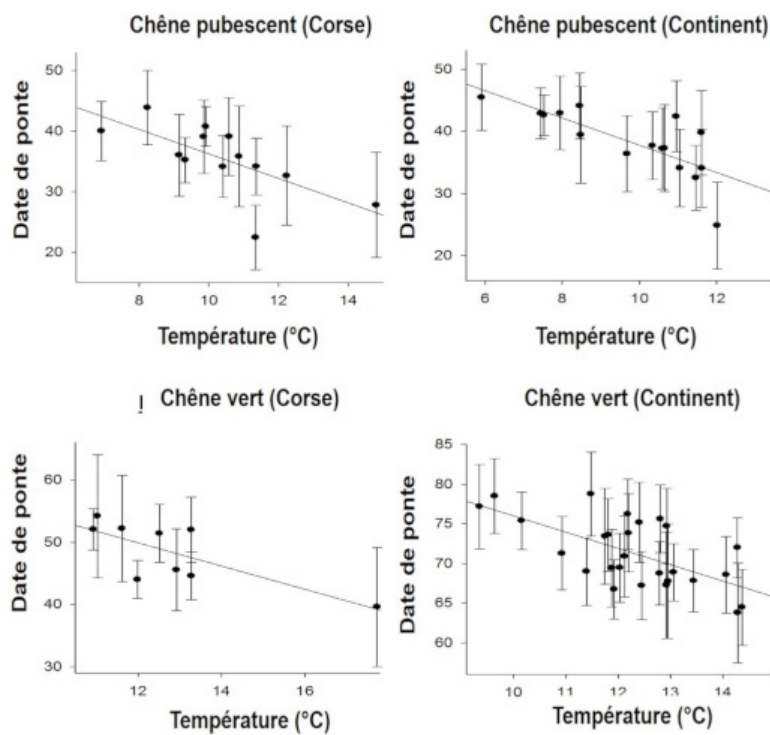 Chêne pubescent (Corse)
Date de ponte
50
40
30
20
8
10
12
14
Température (°C)
Chêne pubescent (Continent)
Date de ponte
50
40
30
20
6
8
10
12
Température (°C)
Chêne vert (Corse)
Date de ponte
60
50
40
30
12
14
16
Température (°C)
Chêne vert (Continent)
Date de ponte
85
80
75
70
65
60
10
11
12
13
14
Température (°C)